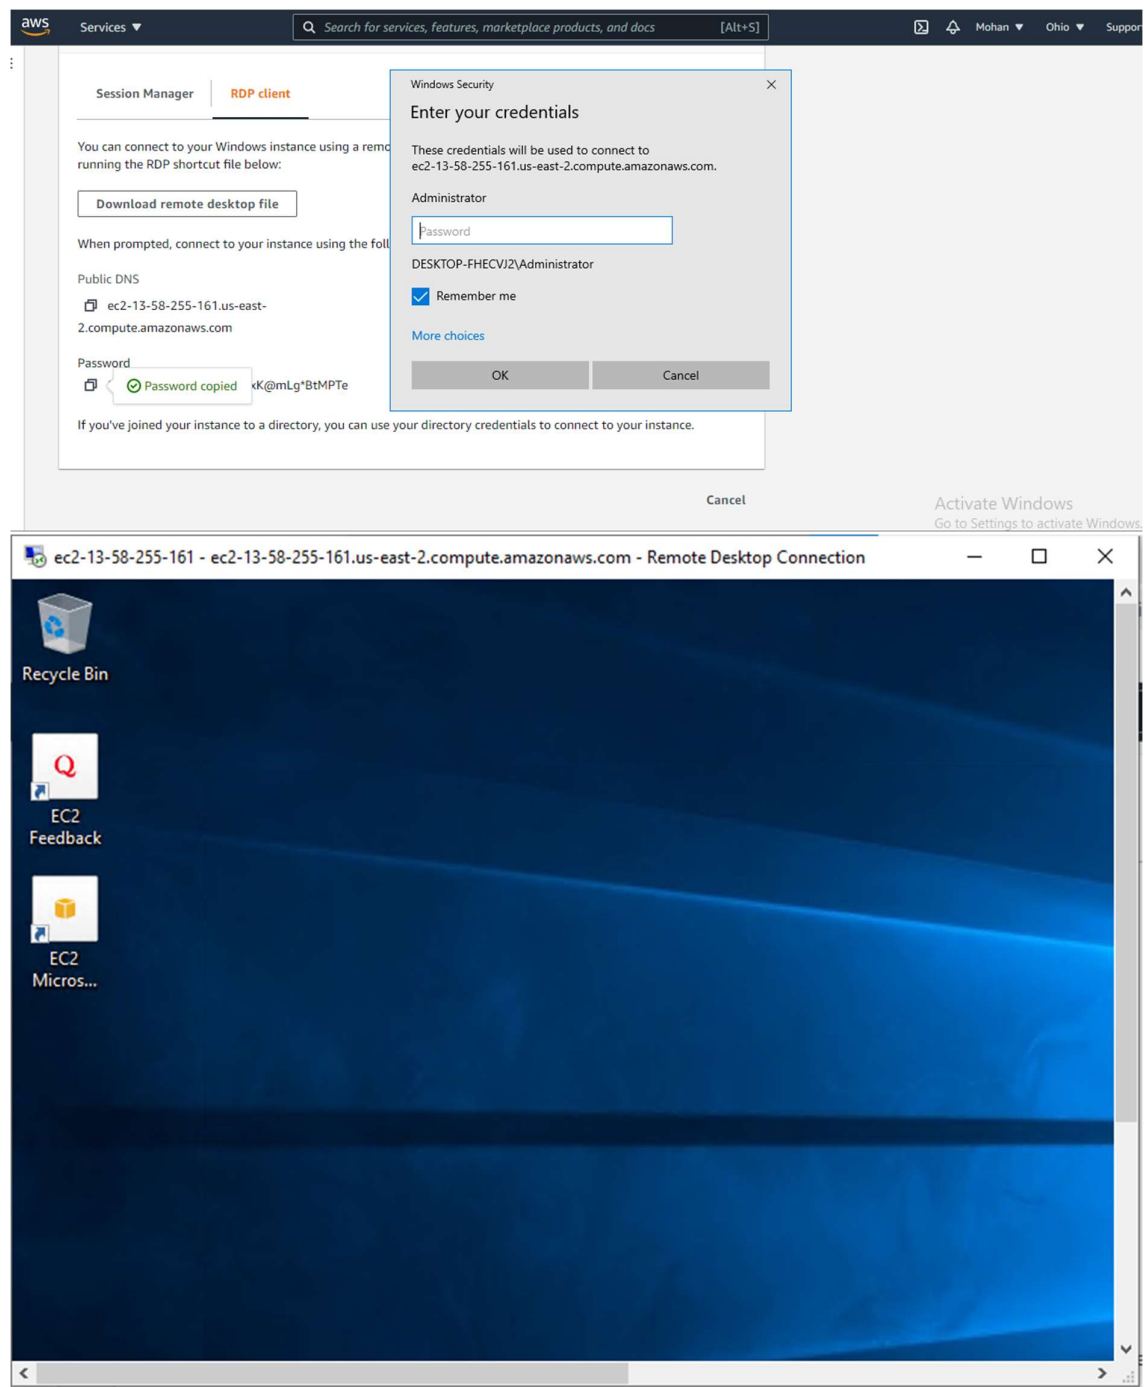 aws Services ▼ Search for services, features, marketplace products, and docs [Alt+S] Mohan ▼ Ohio ▼ Suppor
Session Manager RDP client
You can connect to your Windows instance using a remo
running the RDP shortcut file below:
Download remote desktop file
When prompted, connect to your instance using the foll
Public DNS
ec2-13-58-255-161.us-east-
2.compute.amazonaws.com
Password
Password copied xK@mLg*BtMPTe
If you've joined your instance to a directory, you can use your directory credentials to connect to your instance.
Cancel
Windows Security
Enter your credentials
These credentials will be used to connect to
ec2-13-58-255-161.us-east-2.compute.amazonaws.com.
Administrator
Password
DESKTOP-FHECVJ2\Administrator
Remember me
More choices
OK Cancel
Activate Windows
Go to Settings to activate Windows.
ec2-13-58-255-161 - ec2-13-58-255-161.us-east-2.compute.amazonaws.com - Remote Desktop Connection
Recycle Bin
Q
EC2
Feedback
EC2
Micros...